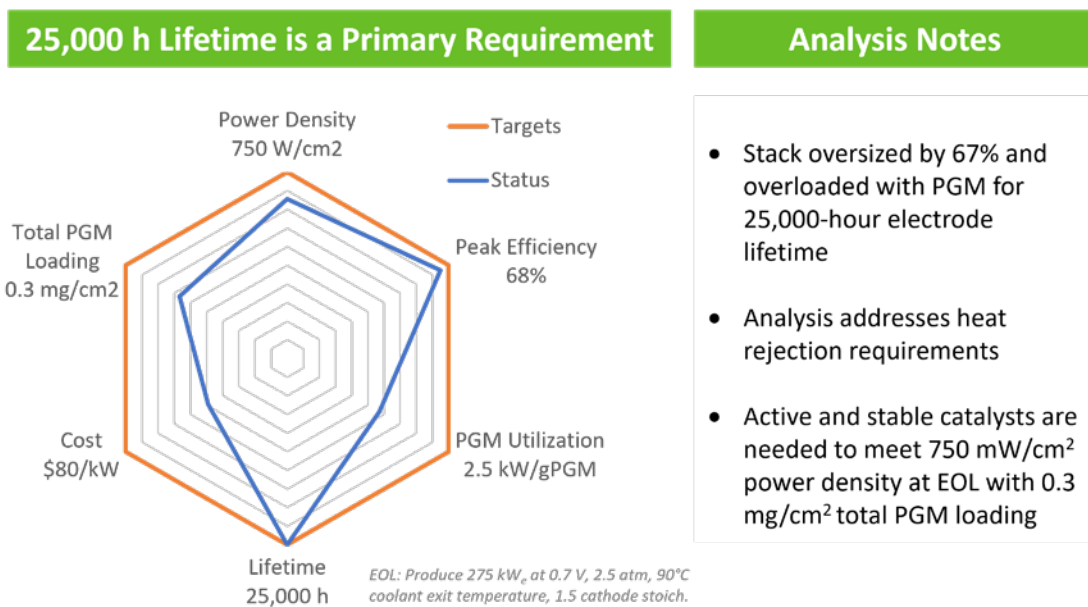 25,000 h Lifetime is a Primary Requirement
Power Density
750 W/cm2
Targets
Status
Total PGM
Loading
0.3 mg/cm2
Peak Efficiency
68%
Cost
$80/kW
PGM Utilization
2.5 kW/gPGM
Lifetime
25,000 h
EOL: Produce 275 kWₑ at 0.7 V, 2.5 atm, 90°C
coolant exit temperature, 1.5 cathode stoich.
Analysis Notes
• Stack oversized by 67% and
overloaded with PGM for
25,000-hour electrode
lifetime
• Analysis addresses heat
rejection requirements
• Active and stable catalysts are
needed to meet 750 mW/cm²
power density at EOL with 0.3
mg/cm² total PGM loading